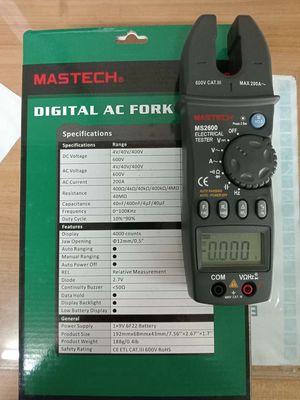 MASTECH®
DIGITAL AC FORK
Specifications
Specifications Range
DC Voltage 4V/40V/400V
600V
AC Voltage 4V/40V/400V
600V
AC Current 200A
Resistance 400Ω/4kΩ/40kΩ/400kΩ/4MΩ
40MΩ
Capacitance 40nF/400nF/4μF/40μF
Frequency 0~100KHz
Duty Cycle 10%~90%
Features
Display 4000 counts
Jaw Opening Φ12mm/0.5"
Auto Ranging ●
Manual Ranging ●
Auto Power Off ●
REL Relative Measurement
Diode 2.7V
Continuity Buzzer <50Ω
Data Hold ●
Display Backlight ●
Low Battery Display ●
General
Power Supply 1×9V 6F22 Battery
Product Size 192mm×68mm×43mm/7.56"×2.67"×1.7"
Product Weight 188g/0.4lb
Safety Rating CE ETL CAT.III 600V RoHS
600V CAT.III MAX 200A
MASTECH
MS2600
ELECTRICAL
TESTER
OFF
Hz
AUTO RANGING
AUTO POWER OFF
0.000
COM VΩHz